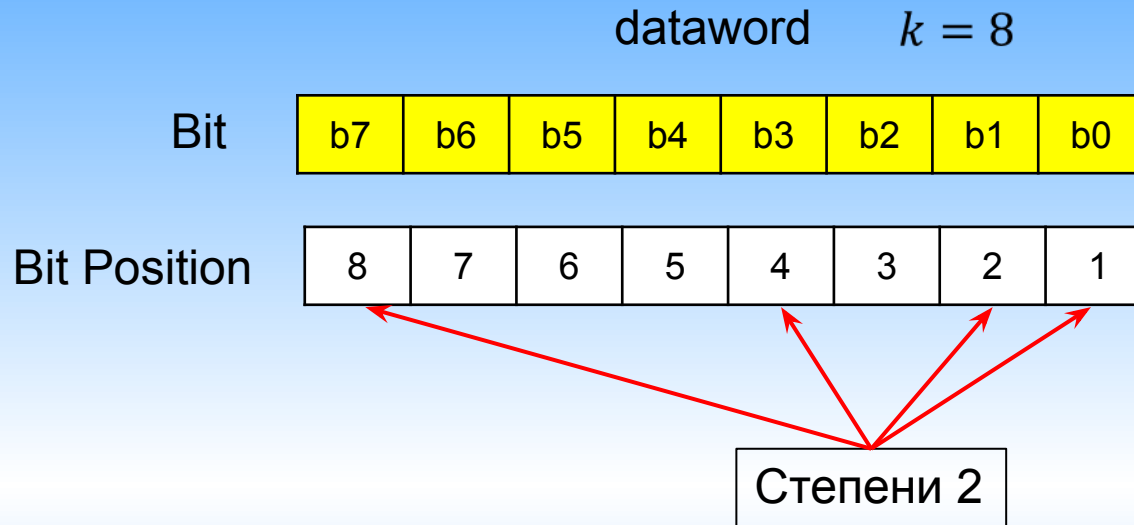 dataword k = 8
Bit b7 b6 b5 b4 b3 b2 b1 b0
Bit Position 8 7 6 5 4 3 2 1
Степени 2